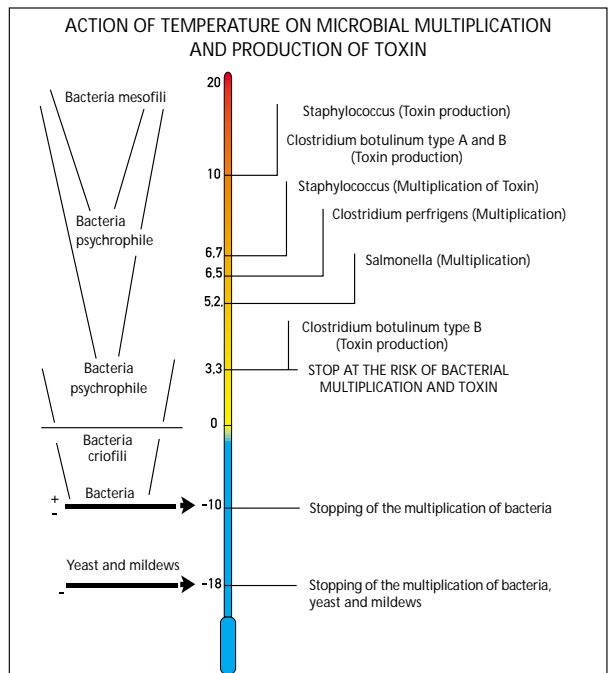 ACTION OF TEMPERATURE ON MICROBIAL MULTIPLICATION
AND PRODUCTION OF TOXIN
20
Bacteria mesofili
Staphylococcus (Toxin production)
Clostridium botulinum type A and B
(Toxin production)
10
Staphylococcus (Multiplication of Toxin)
Clostridium perfrigens (Multiplication)
Bacteria
psychrophile
6,7
6,5
Salmonella (Multiplication)
5,2,
Clostridium botulinum type B
(Toxin production)
Bacteria
psychrophile
3,3
STOP AT THE RISK OF BACTERIAL
MULTIPLICATION AND TOXIN
0
Bacteria
criofili
Bacteria
+
-
-10
Stopping of the multiplication of bacteria
Yeast and mildews
-
-18
Stopping of the multiplication of bacteria,
yeast and mildews